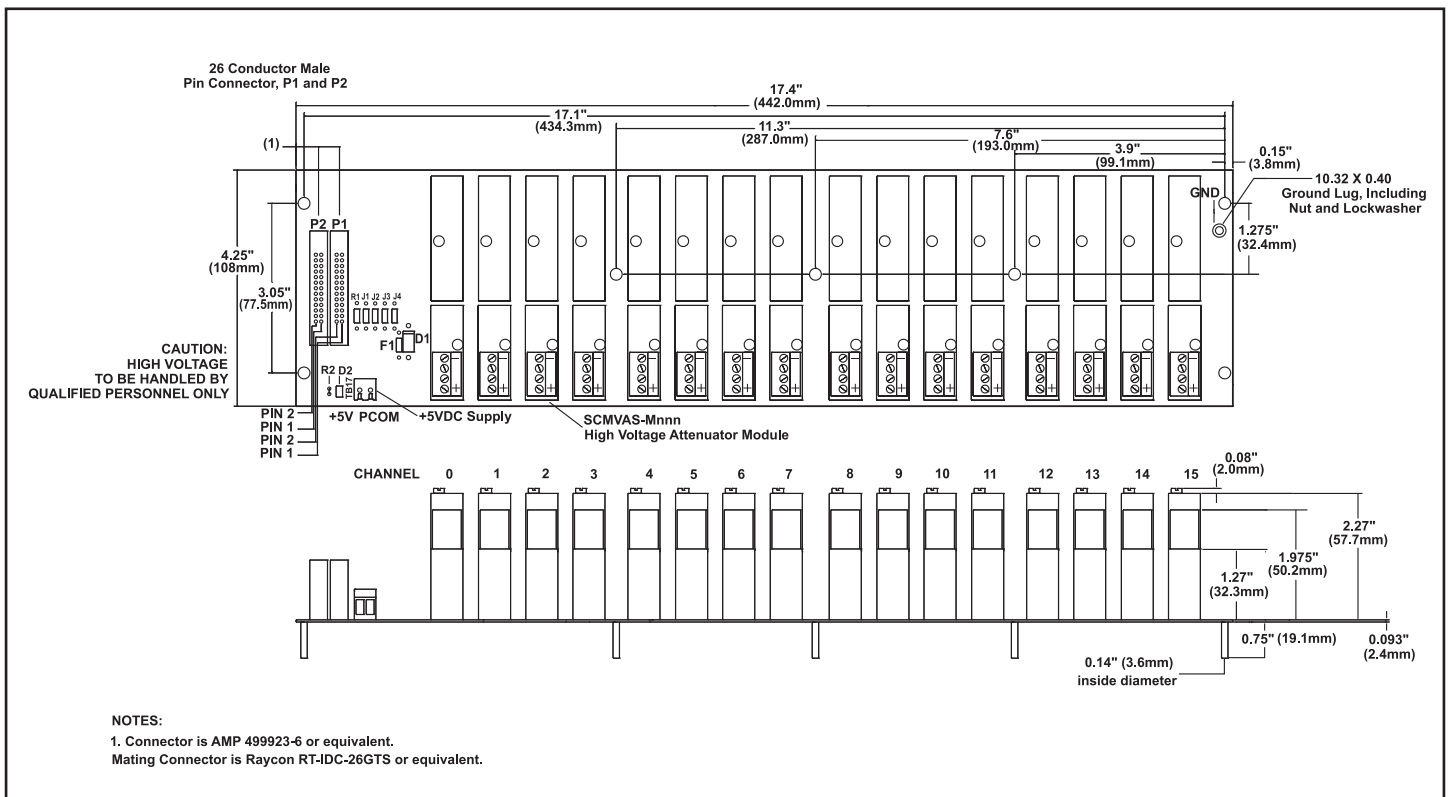 26 Conductor Male
Pin Connector, P1 and P2
17.4"
(442.0mm)
17.1"
(434.3mm)
11.3"
(287.0mm)
7.6"
(193.0mm)
3.9"
(99.1mm)
0.15"
(3.8mm)
(1)
10.32 X 0.40
Ground Lug, Including
Nut and Lockwasher
GND
P2 P1
1.275"
(32.4mm)
4.25"
(108mm)
3.05"
(77.5mm)
R1 J1 J2 J3 J4
F1
D1
CAUTION:
HIGH VOLTAGE
TO BE HANDLED BY
QUALIFIED PERSONNEL ONLY
R2 D2
TB17
+5V PCOM
+5VDC Supply
PIN 2
PIN 1
PIN 2
PIN 1
SCMVAS-Mnnn
High Voltage Attenuator Module
CHANNEL 0 1 2 3 4 5 6 7 8 9 10 11 12 13 14 15
0.08"
(2.0mm)
2.27"
(57.7mm)
1.975"
(50.2mm)
1.27"
(32.3mm)
0.75" (19.1mm)
0.093"
(2.4mm)
0.14" (3.6mm)
inside diameter
NOTES:
1. Connector is AMP 499923-6 or equivalent.
Mating Connector is Raycon RT-IDC-26GTS or equivalent.